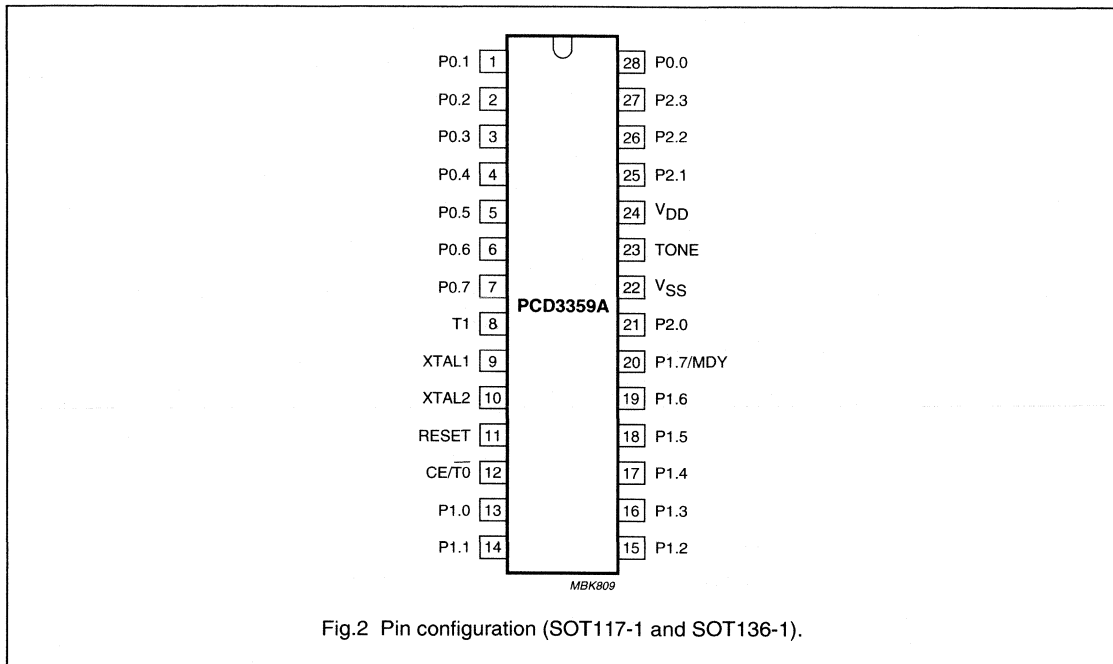 P0.1 1 28 P0.0
P0.2 2 27 P2.3
P0.3 3 26 P2.2
P0.4 4 25 P2.1
P0.5 5 24 VDD
P0.6 6 23 TONE
P0.7 7 22 VSS
PCD3359A
T1 8 21 P2.0
XTAL1 9 20 P1.7/MDY
XTAL2 10 19 P1.6
RESET 11 18 P1.5
CE/T̅0̅ 12 17 P1.4
P1.0 13 16 P1.3
P1.1 14 15 P1.2
MBK809
Fig.2 Pin configuration (SOT117-1 and SOT136-1).